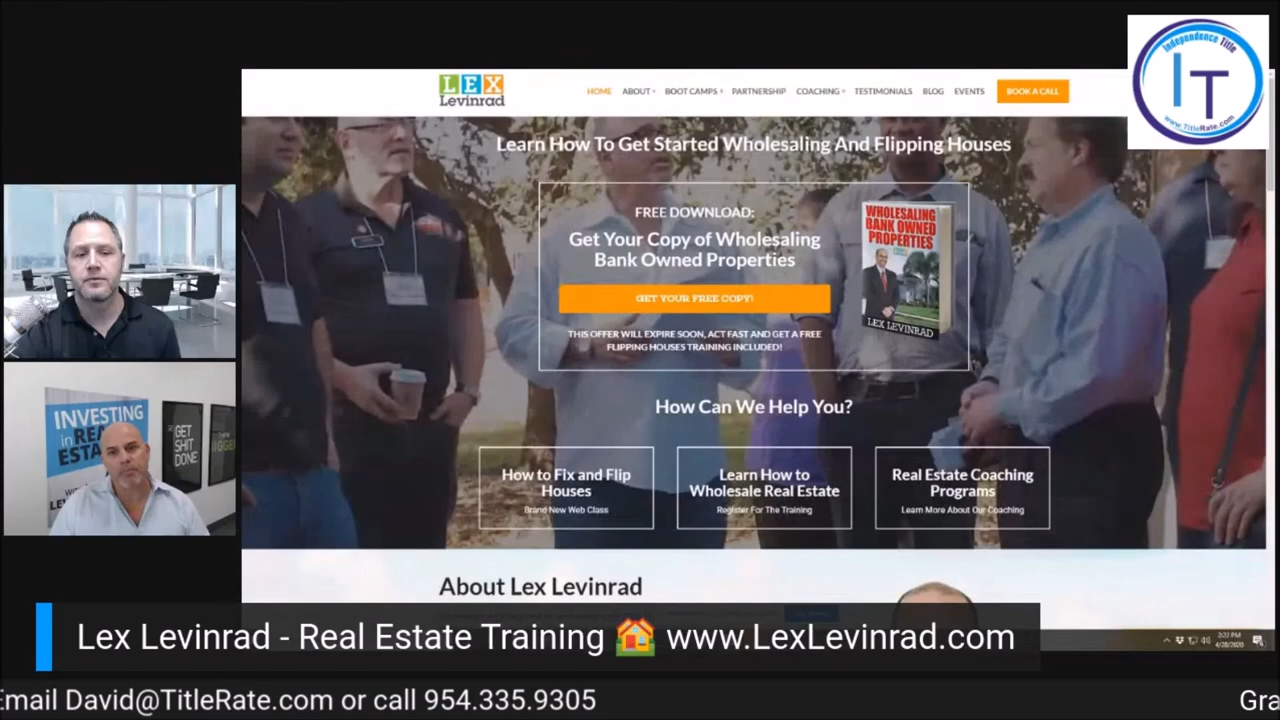 Independence Title
IT
www.TitleRate.com
LEX
Levinrad
HOME ABOUT BOOT CAMPS PARTNERSHIP COACHING TESTIMONIALS BLOG EVENTS BOOK A CALL
Learn How To Get Started Wholesaling And Flipping Houses
FREE DOWNLOAD:
Get Your Copy of Wholesaling
Bank Owned Properties
GET YOUR FREE COPY!
THIS OFFER WILL EXPIRE SOON, ACT FAST AND GET A FREE
FLIPPING HOUSES TRAINING INCLUDED!
WHOLESALING
BANK OWNED
PROPERTIES
LEX LEVINRAD
How Can We Help You?
How to Fix and Flip
Houses
Brand New Web Class
Learn How to
Wholesale Real Estate
Register For The Training
Real Estate Coaching
Programs
Learn More About Our Coaching
INVESTING
in REAL
ESTATE
GET
SHIT
DONE
About Lex Levinrad
Lex Levinrad - Real Estate Training 🏠 www.LexLevinrad.com
3:22 PM
4/28/2020
Email David@TitleRate.com or call 954.335.9305
Gra